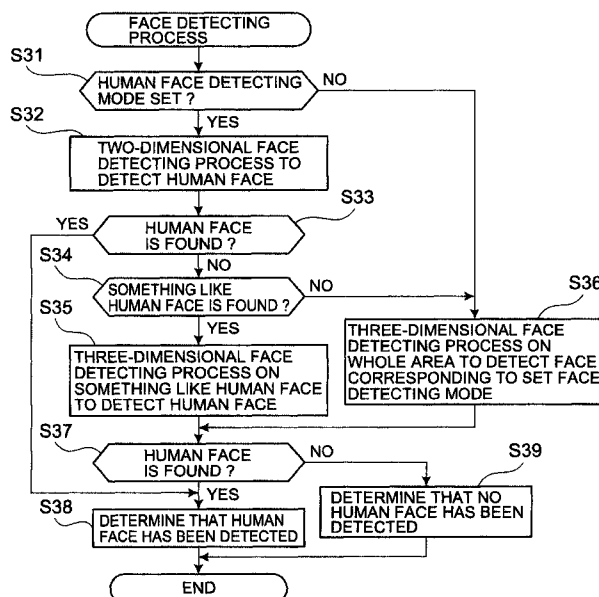 FACE DETECTING
PROCESS
S31
HUMAN FACE DETECTING
MODE SET ?
NO
YES
S32
TWO-DIMENSIONAL FACE
DETECTING PROCESS TO
DETECT HUMAN FACE
S33
YES
HUMAN FACE
IS FOUND ?
NO
S34
SOMETHING LIKE
HUMAN FACE IS FOUND ?
NO
YES
S35
THREE-DIMENSIONAL FACE
DETECTING PROCESS ON
SOMETHING LIKE HUMAN FACE
TO DETECT HUMAN FACE
S36
THREE-DIMENSIONAL FACE
DETECTING PROCESS ON
WHOLE AREA TO DETECT FACE
CORRESPONDING TO SET FACE
DETECTING MODE
S37
HUMAN FACE
IS FOUND ?
NO
YES
S39
DETERMINE THAT NO
HUMAN FACE HAS BEEN
DETECTED
S38
DETERMINE THAT HUMAN
FACE HAS BEEN DETECTED
END